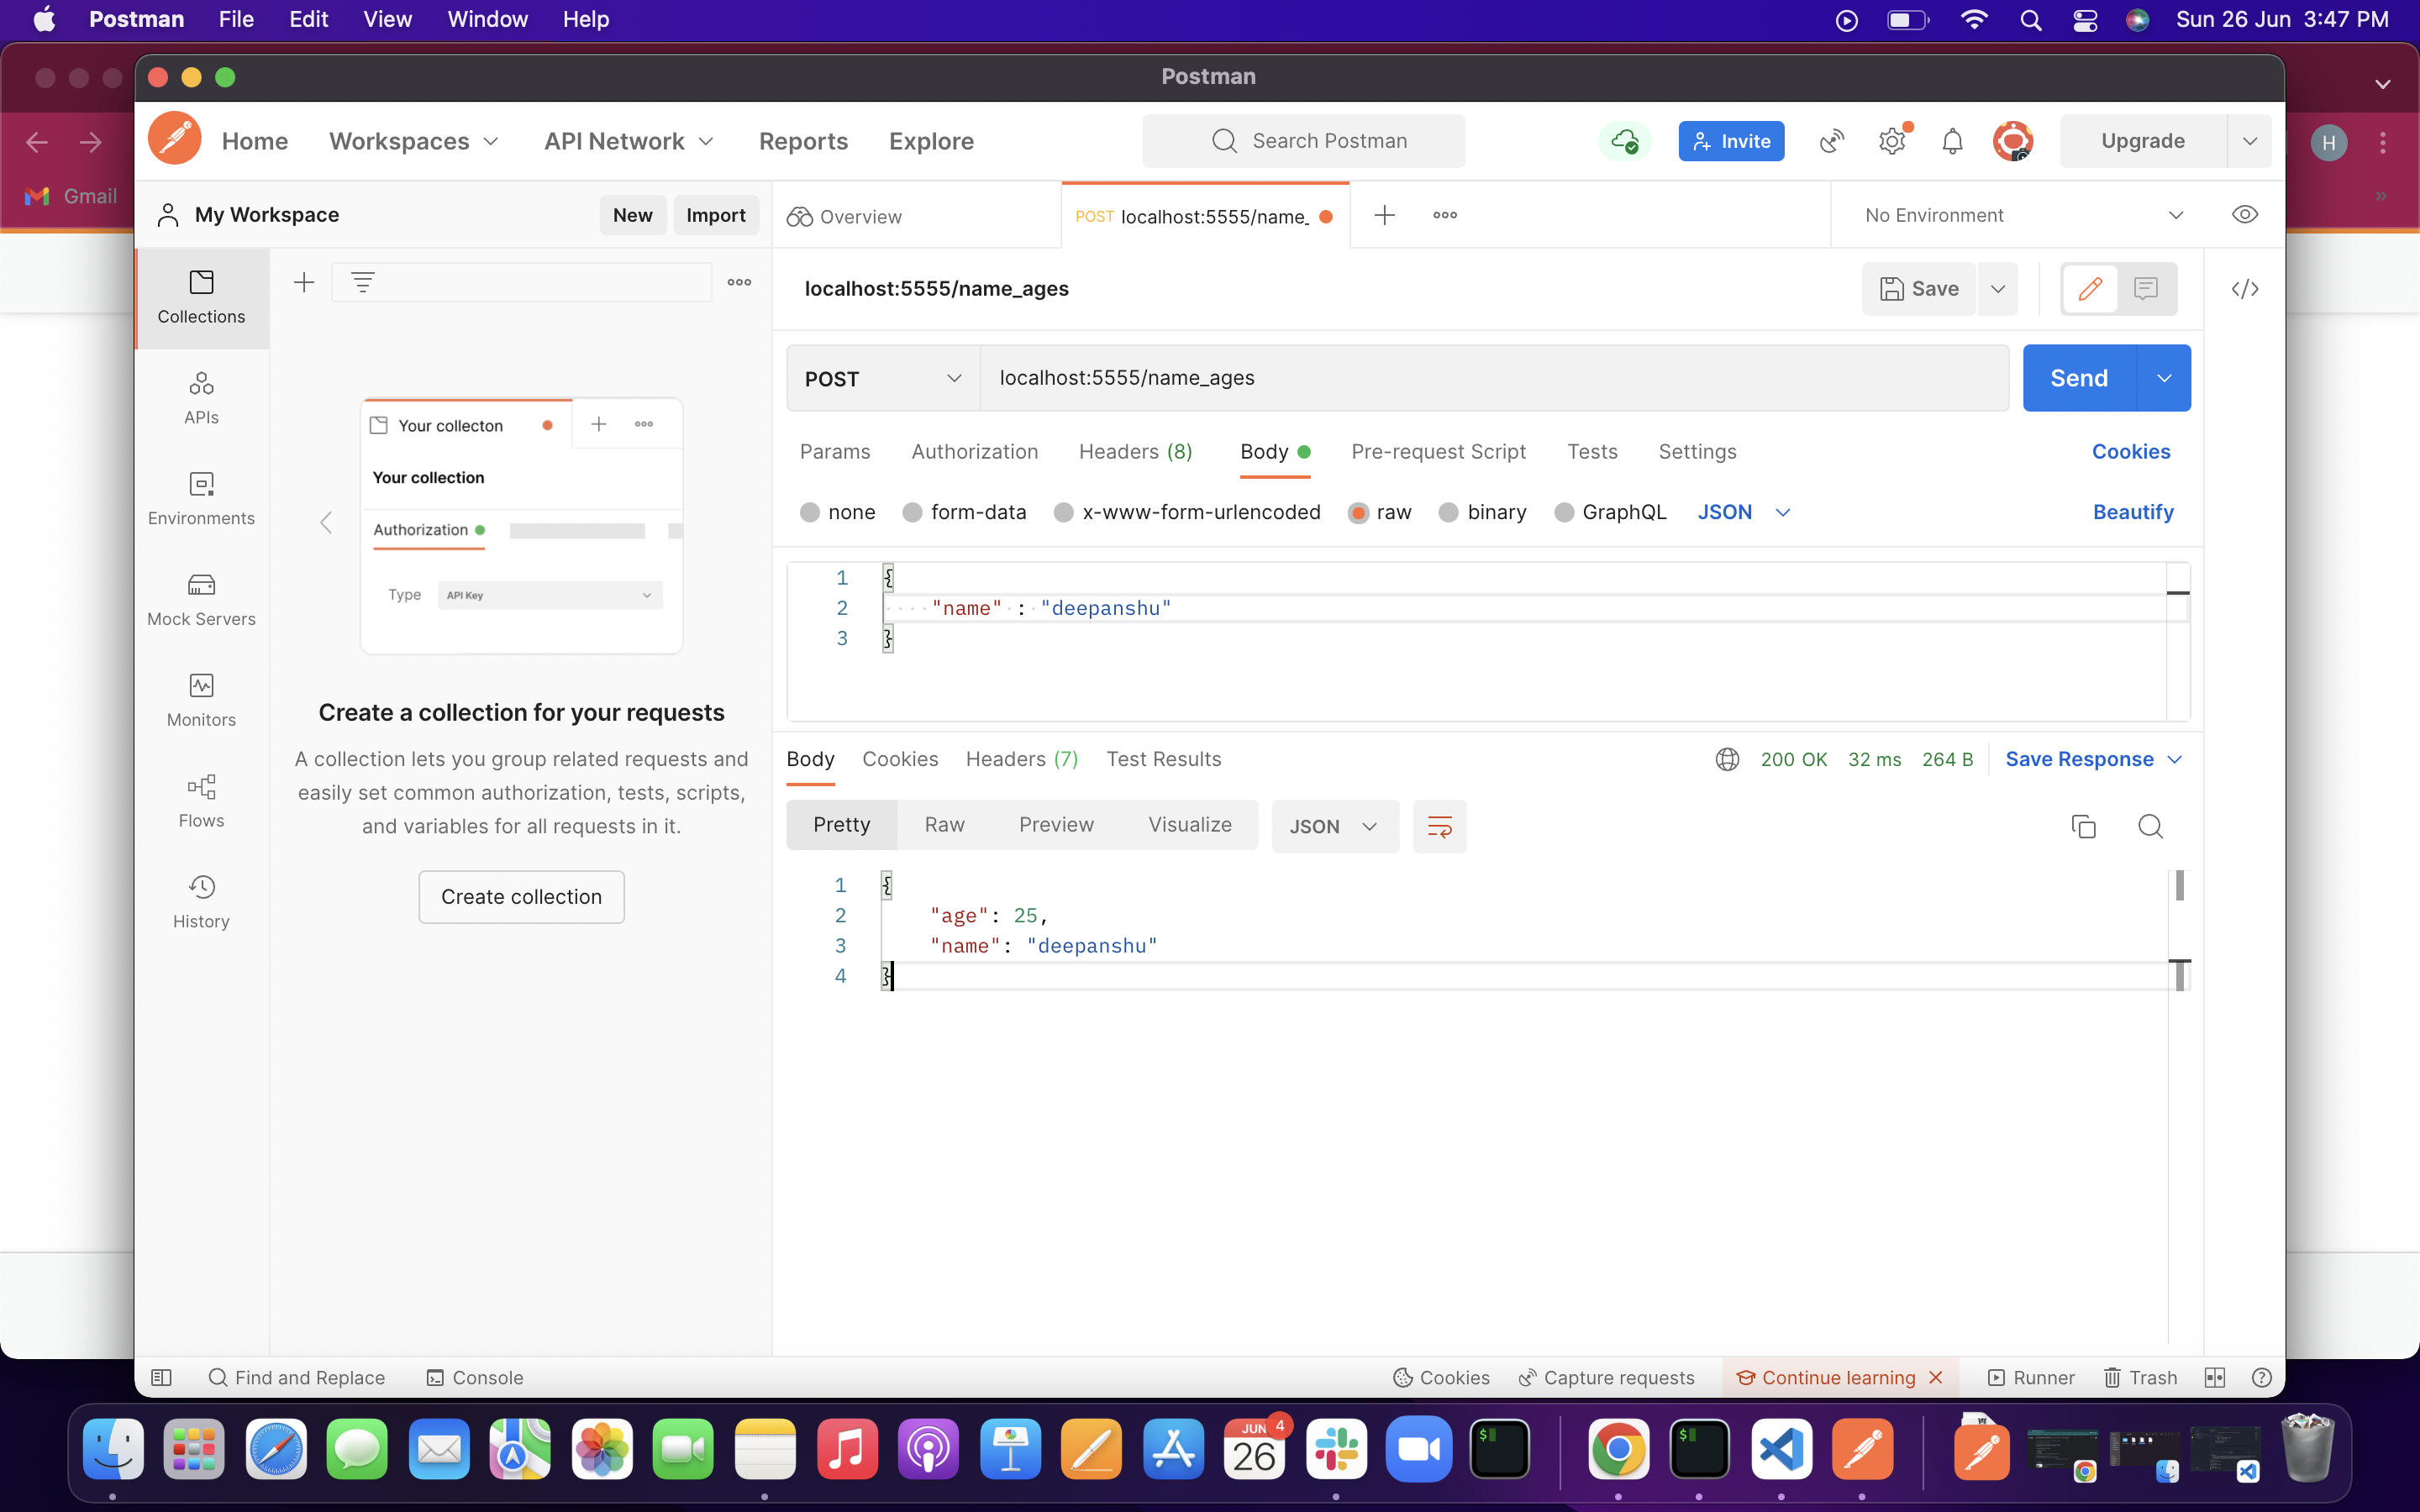 Postman File Edit View Window Help Sun 26 Jun 3:47 PM
Postman
Home Workspaces API Network Reports Explore Search Postman Invite Upgrade H
Gmail
My Workspace New Import Overview POST localhost:5555/name_ No Environment
Collections
APIs
Environments
Mock Servers
Monitors
Flows
History
Your collecton
Your collection
Authorization
Type API Key
Create a collection for your requests
A collection lets you group related requests and
easily set common authorization, tests, scripts,
and variables for all requests in it.
Create collection
localhost:5555/name_ages Save
POST localhost:5555/name_ages Send
Params Authorization Headers (8) Body Pre-request Script Tests Settings Cookies
none form-data x-www-form-urlencoded raw binary GraphQL JSON Beautify
1 {
2 "name" : "deepanshu"
3 }
Body Cookies Headers (7) Test Results 200 OK 32 ms 264 B Save Response
Pretty Raw Preview Visualize JSON
1 {
2 "age": 25,
3 "name": "deepanshu"
4 }
Find and Replace Console Cookies Capture requests Continue learning Runner Trash
JUN 4
26
$
$